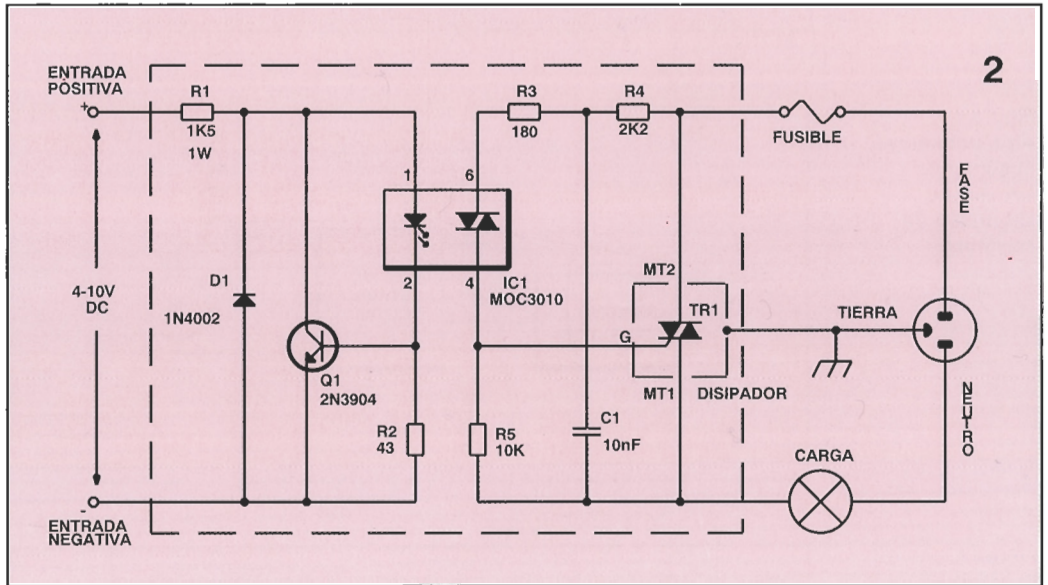 2
ENTRADA
PÒSITIVA
+
R1
1K5
1W
R3
180
R4
2K2
FUSIBLE
FASE
1
6
2
4
IC1
MOC3010
4-10V
DC
D1
1N4002
Q1
2N3904
MT2
TR1
G
MT1
DISIPADOR
TIERRA
R2
43
R5
10K
C1
10nF
CARGA
NEUTRO
-
ENTRADA
NEGATIVA